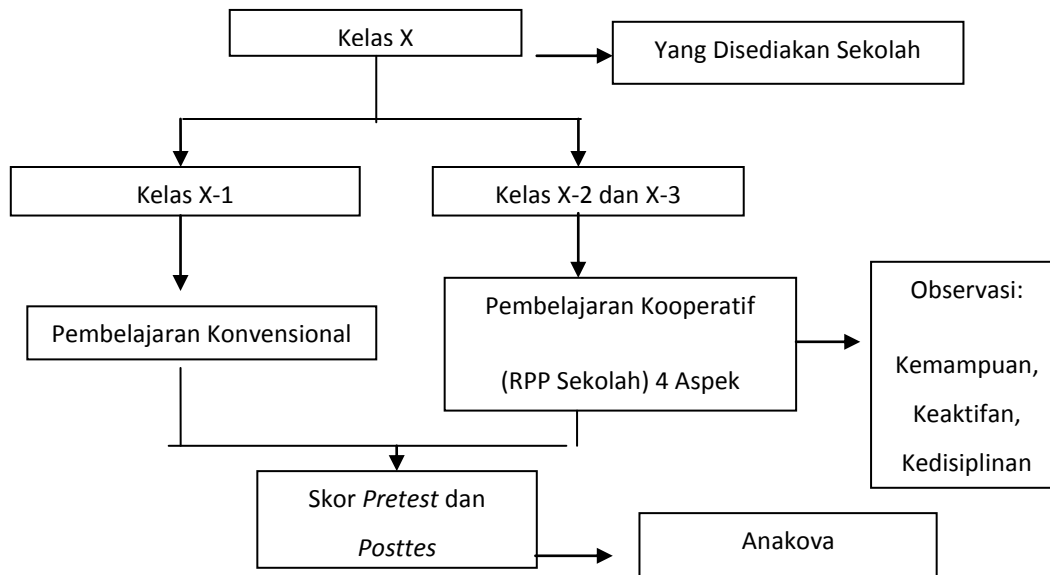 Kelas X
Yang Disediakan Sekolah
Kelas X-1
Kelas X-2 dan X-3
Pembelajaran Konvensional
Pembelajaran Kooperatif
(RPP Sekolah) 4 Aspek
Observasi:
Kemampuan,
Keaktifan,
Kedisiplinan
Skor Pretest dan
Posttes
Anakova